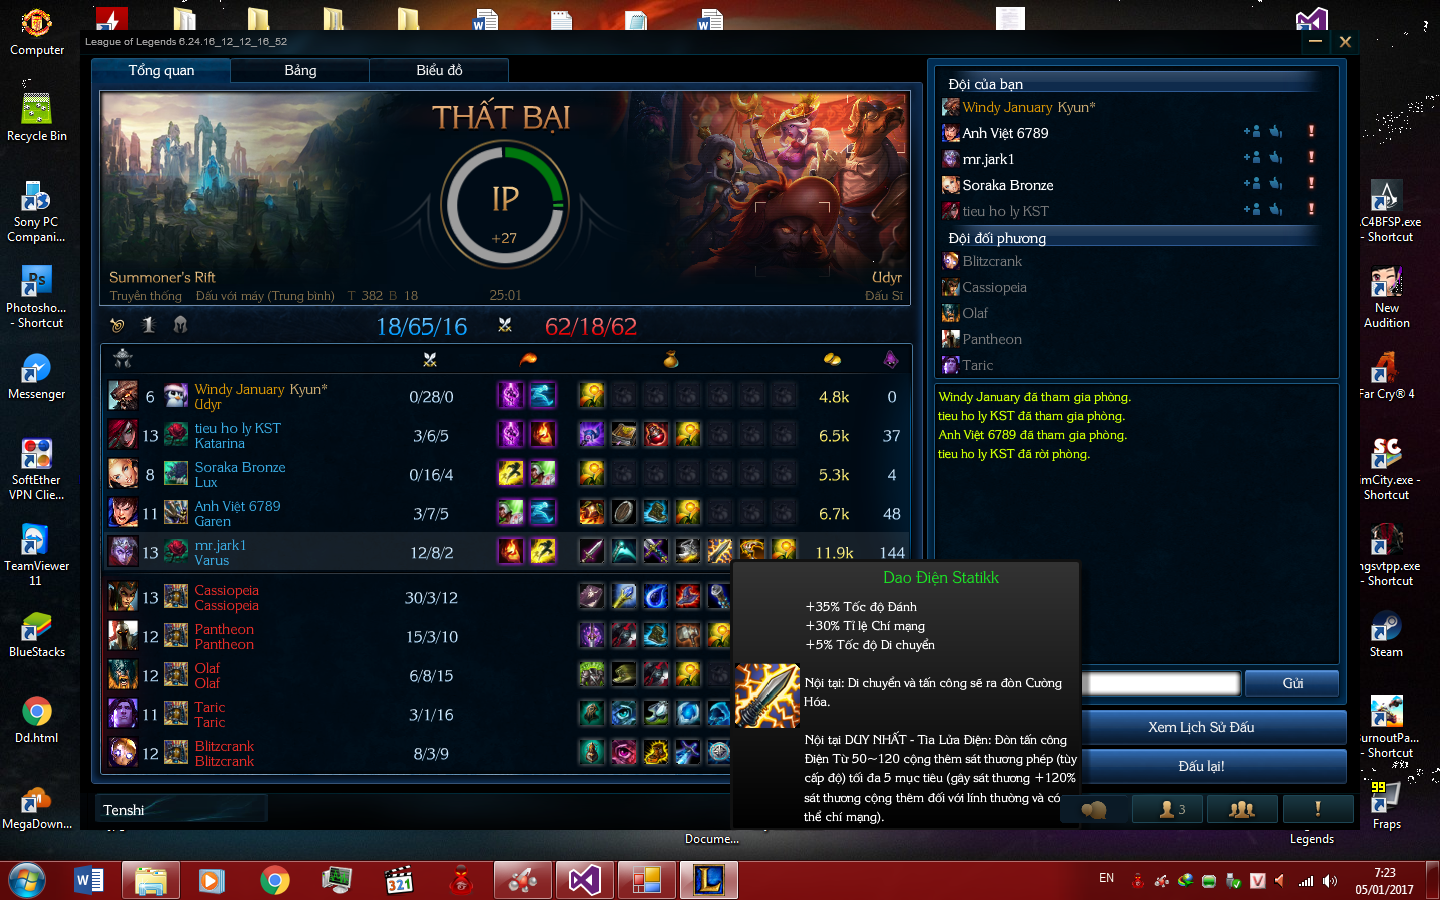 Computer
Recycle Bin
Sony PC
Compani...
Photosho...
- Shortcut
Messenger
SoftEther
VPN Clie...
TeamViewer
11
BlueStacks
Dd.html
MegaDown...
League of Legends 6.24.16_12_12_16_52
Tổng quan
Bảng
Biểu đồ
THẤT BẠI
IP
+27
Summoner's Rift
Udyr
Truyền thống Đấu với máy (Trung bình) T 382 B 18
25:01
Đấu Sĩ
1
18/65/16
62/18/62
6 Windy January Kyun* 0/28/0 4.8k 0
Udyr
13 tieu ho ly KST 3/6/5 6.5k 37
Katarina
8 Soraka Bronze 0/16/4 5.3k 4
Lux
11 Anh Việt 6789 3/7/5 6.7k 48
Garen
13 mr.jark1 12/8/2 11.9k 144
Varus
13 Cassiopeia 30/3/12
Cassiopeia
12 Pantheon 15/3/10
Pantheon
12 Olaf 6/8/15
Olaf
11 Taric 3/1/16
Taric
12 Blitzcrank 8/3/9
Blitzcrank
Dao Điện Statikk
+35% Tốc độ Đánh
+30% Tỉ lệ Chí mạng
+5% Tốc độ Di chuyển
Nội tại: Di chuyển và tấn công sẽ ra đòn Cường
Hóa.
Nội tại DUY NHẤT - Tia Lửa Điện: Đòn tấn công
Điện Từ 50~120 cộng thêm sát thương phép (tùy
cấp độ) tối đa 5 mục tiêu (gây sát thương +120%
sát thương cộng thêm đối với lính thường và có
thể chí mạng).
Tenshi
Đội của bạn
Windy January Kyun*
Anh Việt 6789
mr.jark1
Soraka Bronze
tieu ho ly KST
Đội đối phương
Blitzcrank
Cassiopeia
Olaf
Pantheon
Taric
Windy January đã tham gia phòng.
tieu ho ly KST đã tham gia phòng.
Anh Việt 6789 đã tham gia phòng.
tieu ho ly KST đã rời phòng.
Gửi
Xem Lịch Sử Đấu
Đấu lại!
3
C4BFSP.exe
- Shortcut
New
Audition
Far Cry® 4
imCity.exe -
Shortcut
ngsvtpp.exe
- Shortcut
Steam
urnoutPa...
- Shortcut
99
Fraps
Docume...
Legends
321
EN
7:23
05/01/2017